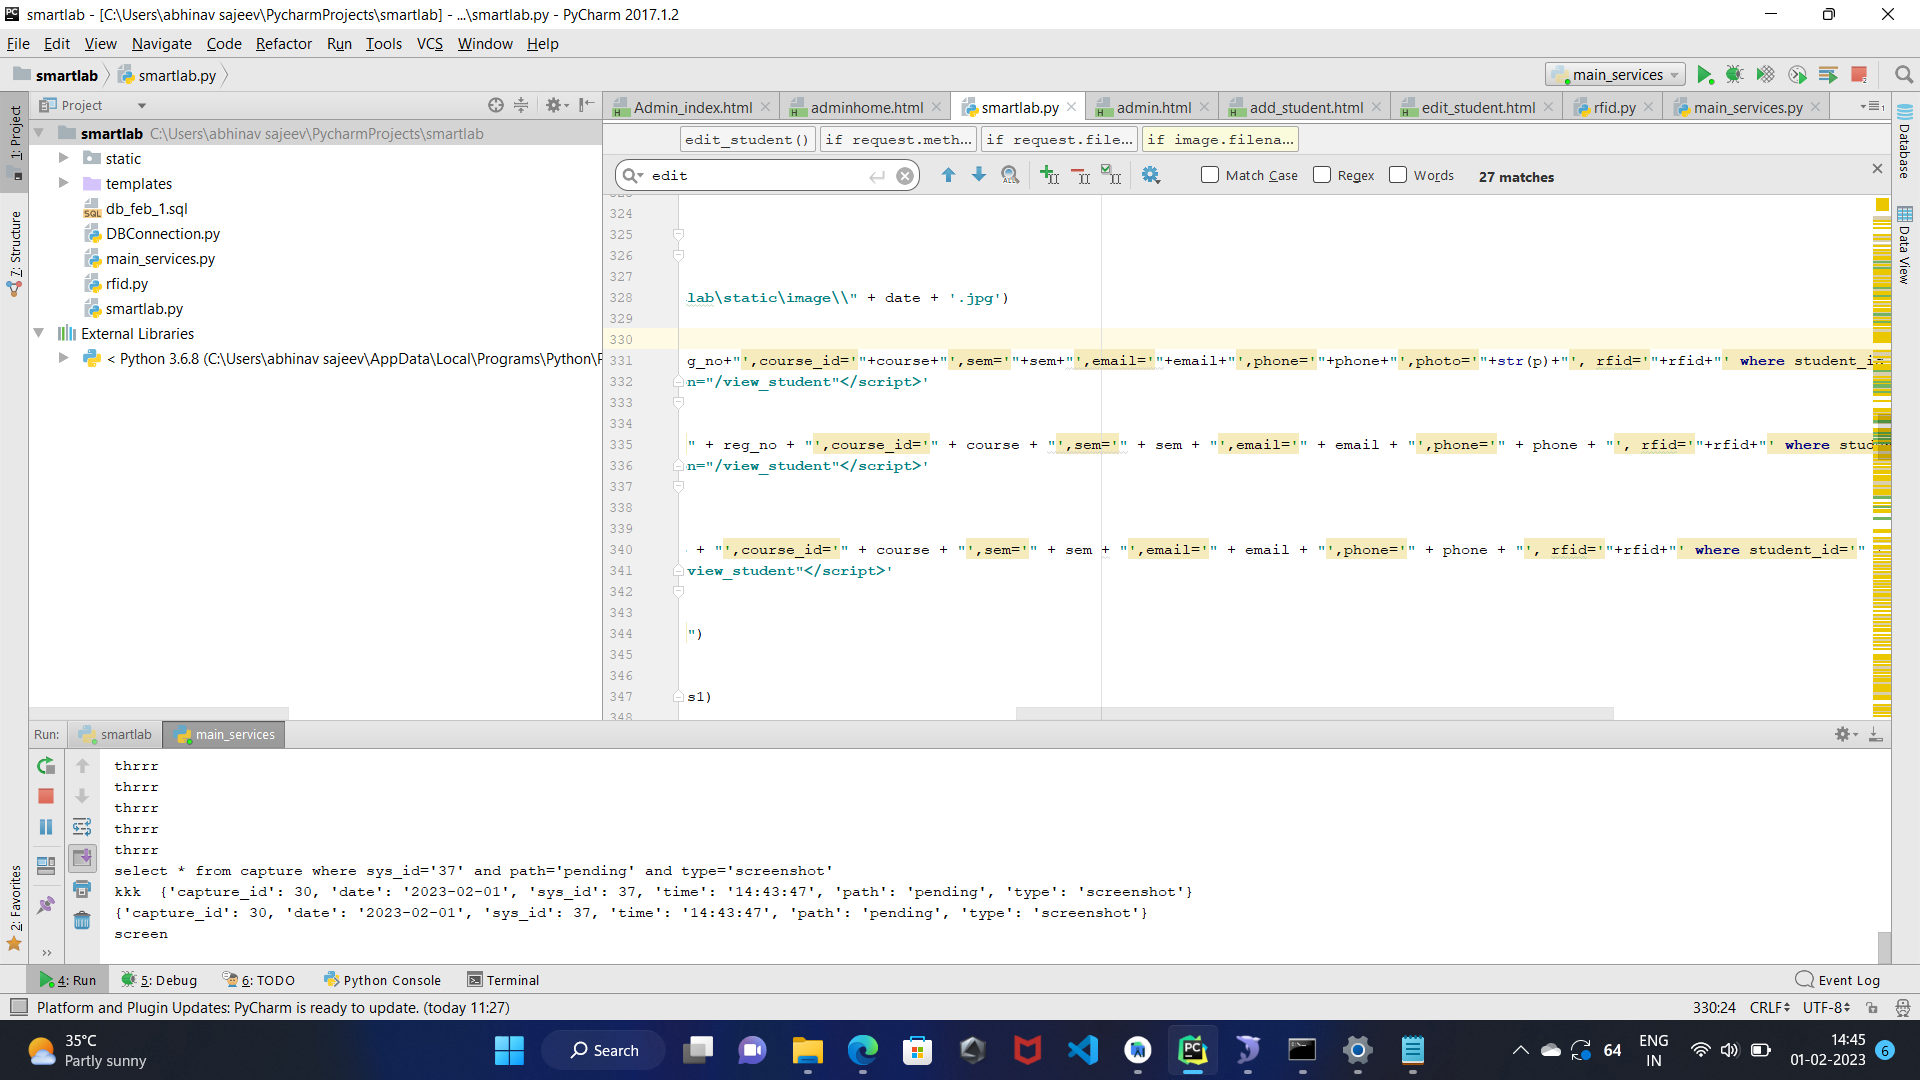 smartlab - [C:\Users\abhinav sajeev\PycharmProjects\smartlab] - ...\smartlab.py - PyCharm 2017.1.2
File Edit View Navigate Code Refactor Run Tools VCS Window Help
smartlab smartlab.py main_services
1: Project
7: Structure
2: Favorites
Project
smartlab C:\Users\abhinav sajeev\PycharmProjects\smartlab
static
templates
db_feb_1.sql
DBConnection.py
main_services.py
rfid.py
smartlab.py
External Libraries
< Python 3.6.8 (C:\Users\abhinav sajeev\AppData\Local\Programs\Python\
Admin_index.html adminhome.html smartlab.py admin.html add_student.html edit_student.html rfid.py main_services.py
edit_student() if request.meth... if request.file... if image.filena...
edit Match Case Regex Words 27 matches
324
325
326
327
328 lab\static\image\\" + date + '.jpg')
329
330
331 g_no+"',course_id='"+course+"',sem='"+sem+"',email='"+email+"',phone='"+phone+"',photo='"+str(p)+"', rfid='"+rfid+"' where student_i
332 n="/view_student"</script>'
333
334
335 " + reg_no + "',course_id='" + course + "',sem='" + sem + "',email='" + email + "',phone='" + phone + "', rfid='"+rfid+"' where stud
336 n="/view_student"</script>'
337
338
339
340 + "',course_id='" + course + "',sem='" + sem + "',email='" + email + "',phone='" + phone + "', rfid='"+rfid+"' where student_id='"
341 view_student"</script>'
342
343
344 ")
345
346
347 s1)
348
Database
Data View
Run: smartlab main_services
thrrr
thrrr
thrrr
thrrr
thrrr
select * from capture where sys_id='37' and path='pending' and type='screenshot'
kkk  {'capture_id': 30, 'date': '2023-02-01', 'sys_id': 37, 'time': '14:43:47', 'path': 'pending', 'type': 'screenshot'}
{'capture_id': 30, 'date': '2023-02-01', 'sys_id': 37, 'time': '14:43:47', 'path': 'pending', 'type': 'screenshot'}
screen
4: Run 5: Debug 6: TODO Python Console Terminal Event Log
Platform and Plugin Updates: PyCharm is ready to update. (today 11:27) 330:24 CRLF UTF-8
35°C
Partly sunny
Search
64
ENG
IN
14:45
01-02-2023
6